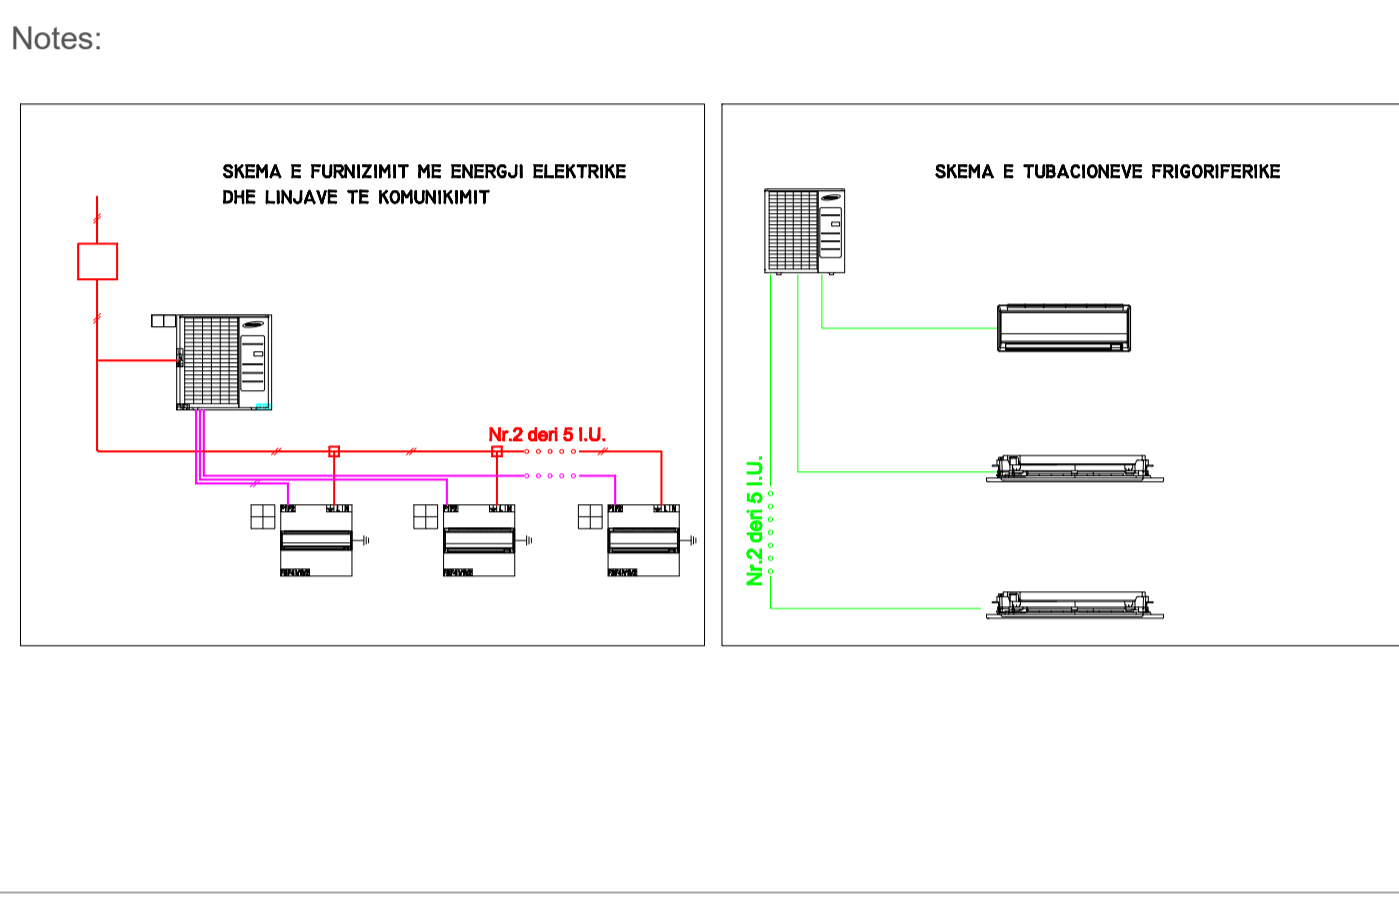 Notes:
SKEMA E FURNIZIMIT ME ENERGJI ELEKTRIKE
DHE LINJAVE TE KOMUNIKIMIT
Nr.2 deri 5 I.U.
SKEMA E TUBACIONEVE FRIGORIFERIKE
Nr.2 deri 5 I.U.